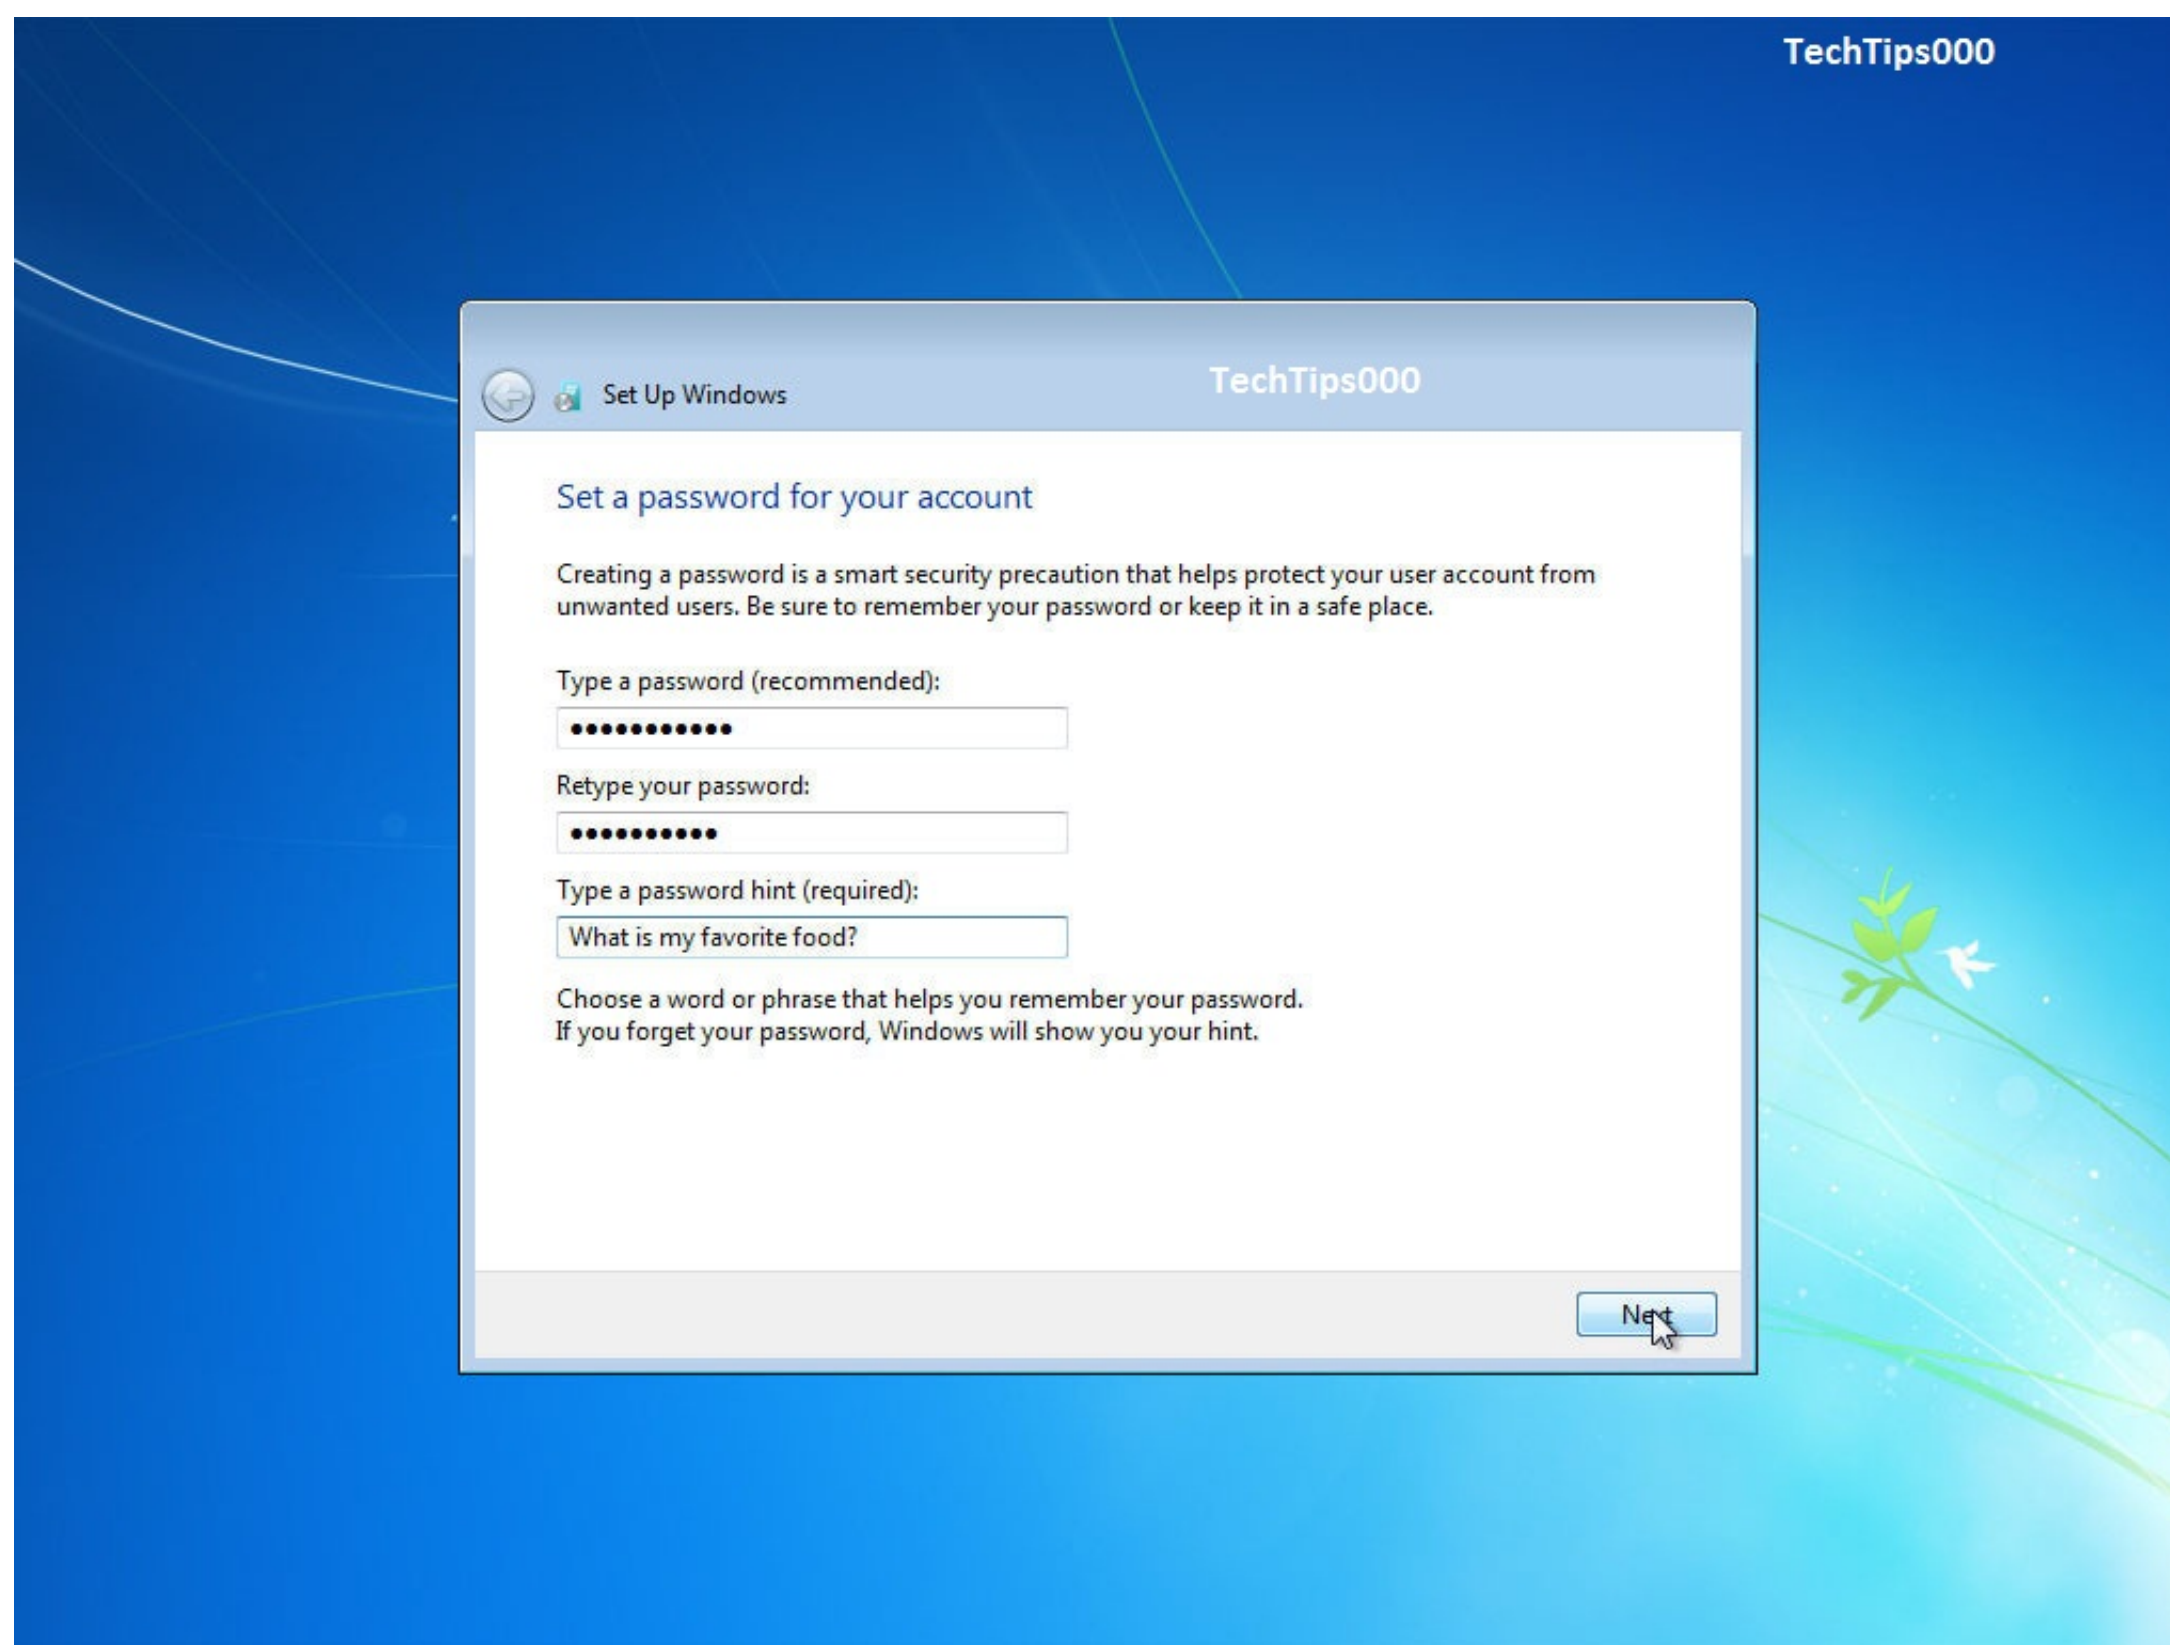 TechTips000
Set Up Windows
TechTips000
Set a password for your account
Creating a password is a smart security precaution that helps protect your user account from
unwanted users. Be sure to remember your password or keep it in a safe place.
Type a password (recommended):
●●●●●●●●●●●
Retype your password:
●●●●●●●●●●
Type a password hint (required):
What is my favorite food?
Choose a word or phrase that helps you remember your password.
If you forget your password, Windows will show you your hint.
Next